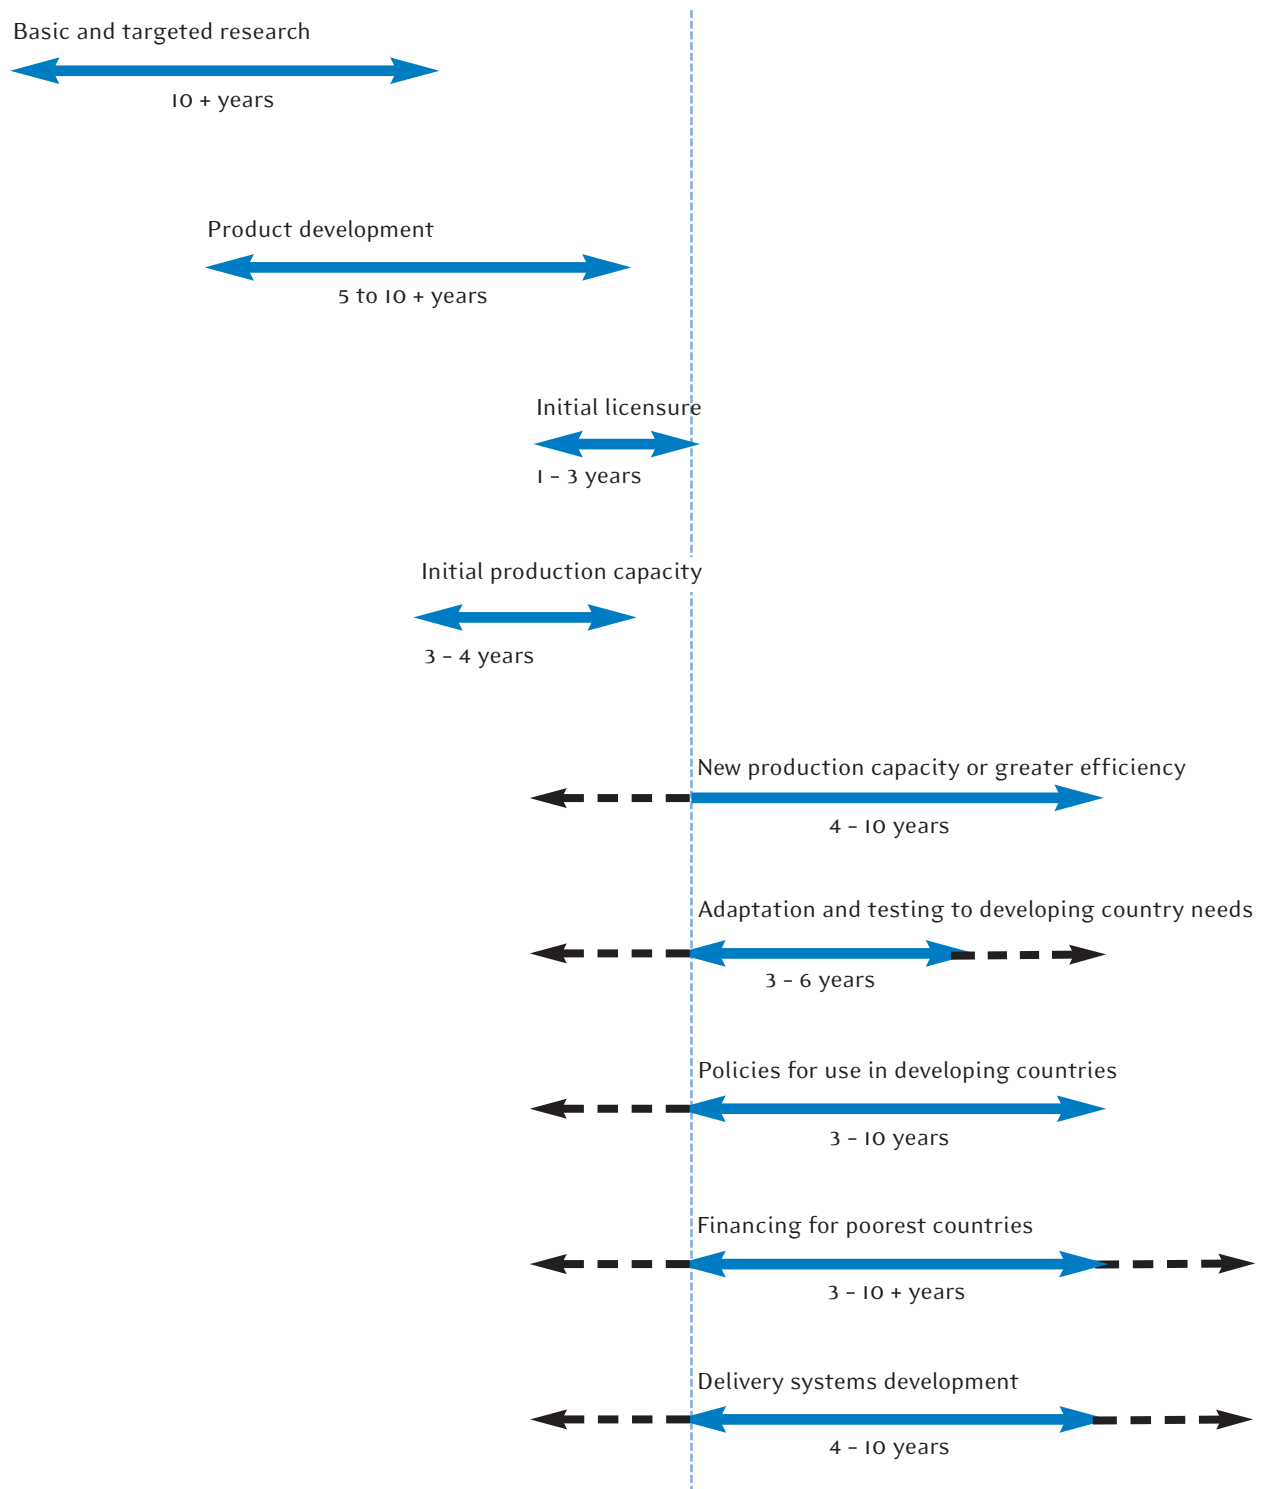 Basic and targeted research
10 + years
Product development
5 to 10 + years
Initial licensure
1 – 3 years
Initial production capacity
3 – 4 years
New production capacity or greater efficiency
4 – 10 years
Adaptation and testing to developing country needs
3 – 6 years
Policies for use in developing countries
3 – 10 years
Financing for poorest countries
3 – 10 + years
Delivery systems development
4 – 10 years